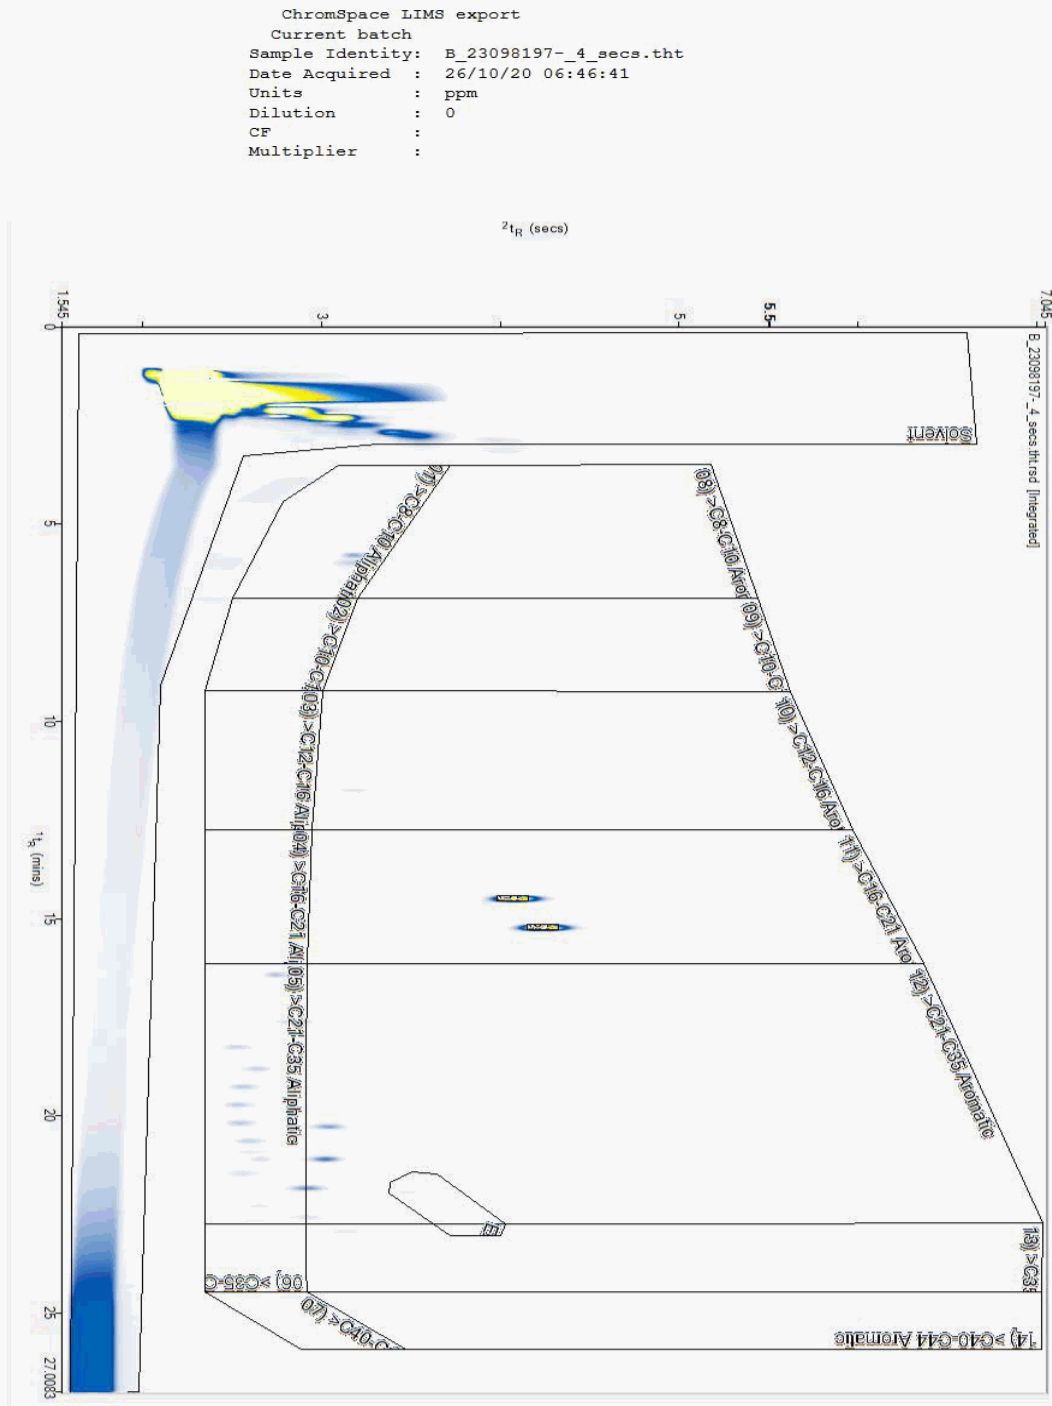 ChromSpace LIMS export
Current batch
Sample Identity: B_23098197-_4_secs.tht
Date Acquired : 26/10/20 06:46:41
Units : ppm
Dilution : 0
CF :
Multiplier :
²tR (secs)
1.545
3
5
5.5
7.045
B_23098197-_4_secs.tht.rsd [Integrated]
0
5
10
15
20
25
27.0083
¹tR (mins)
Solvent
01) >C8-C10 Aliphat
02) >C10-C
03) >C12-C16 Alip
04) >C16-C21 Ali
05) >C21-C35 Aliphatic
06) >C35-C
07) >C40-C
08) >C8-C10 Aro
09) >C10-C
10) >C12-C16 Aro
11) >C16-C21 Aro
12) >C21-C35 Aromatic
13) >C35
14) >C40-C44 Aromatic